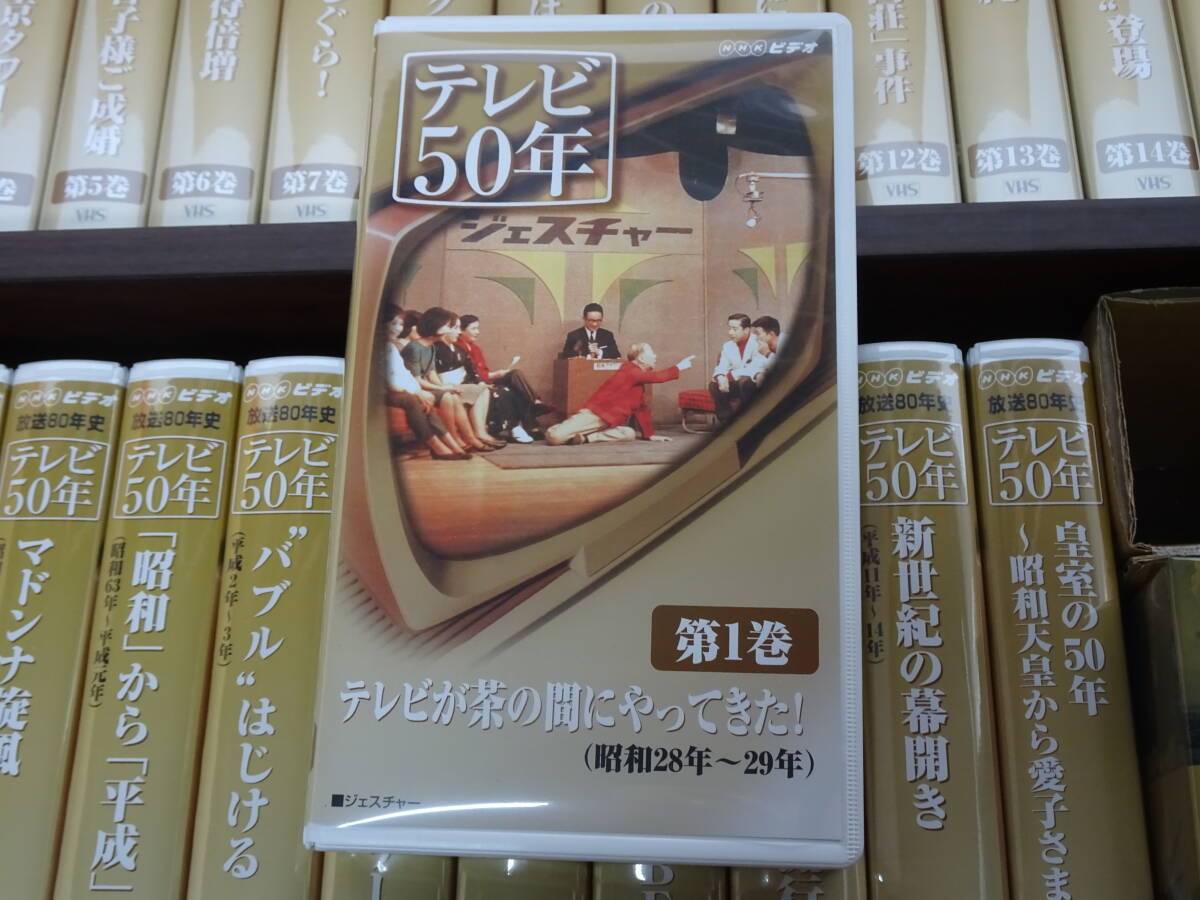 NHKビデオ
テレビ
50年
ジェスチャー
第1巻
テレビが茶の間にやってきた!
(昭和28年～29年)
■ジェスチャー
子様ご成婚
第5巻
VHS
倍増
第6巻
VHS
ぐら!
第7巻
VHS
荘」事件
第12巻
VHS
第13巻
VHS
“登場
第14巻
VHS
NHKビデオ
放送80年史
テレビ
50年
マドンナ旋風
NHKビデオ
放送80年史
テレビ
50年
「昭和」から「平成」
(昭和63年～平成元年)
NHKビデオ
放送80年史
テレビ
50年
”バブル“はじける
(平成2年～3年)
NHKビデオ
放送80年史
テレビ
50年
新世紀の幕開き
(平成11年～14年)
NHKビデオ
放送80年史
テレビ
50年
皇室の50年
～昭和天皇から愛子さま